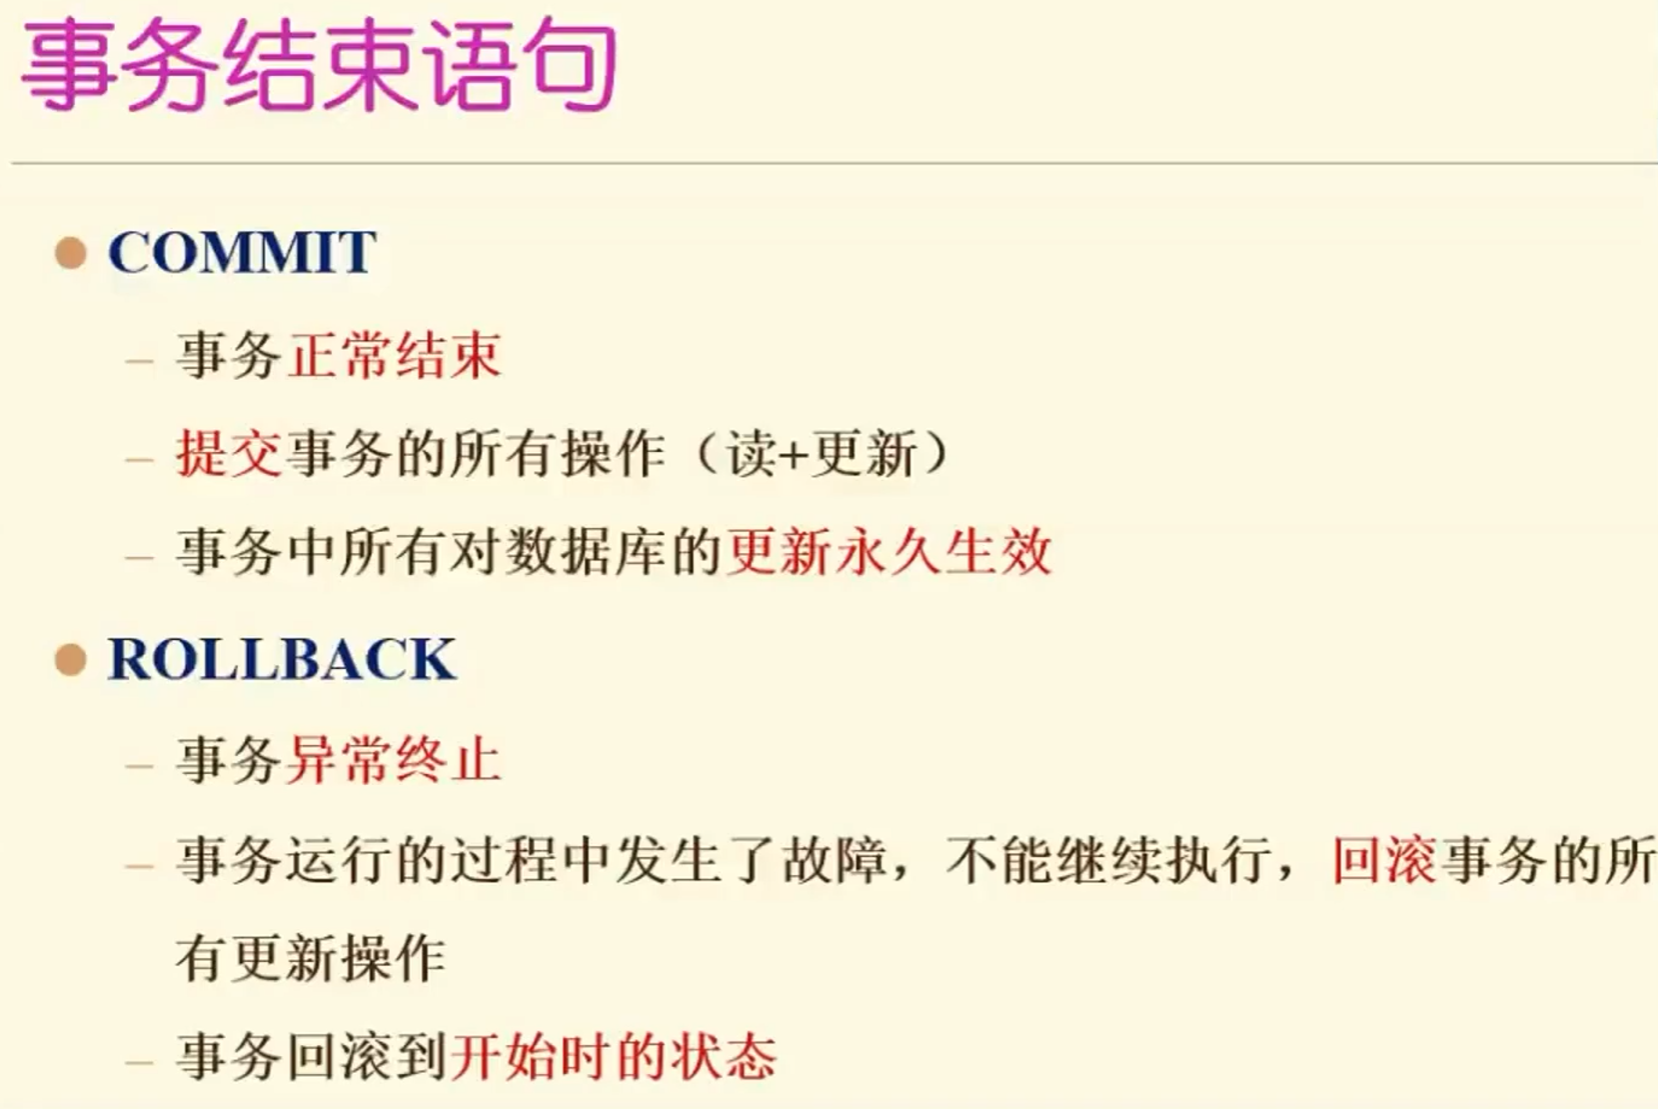 事务结束语句
COMMIT
– 事务正常结束
– 提交事务的所有操作（读+更新）
– 事务中所有对数据库的更新永久生效
ROLLBACK
– 事务异常终止
– 事务运行的过程中发生了故障，不能继续执行，回滚事务的所
有更新操作
– 事务回滚到开始时的状态